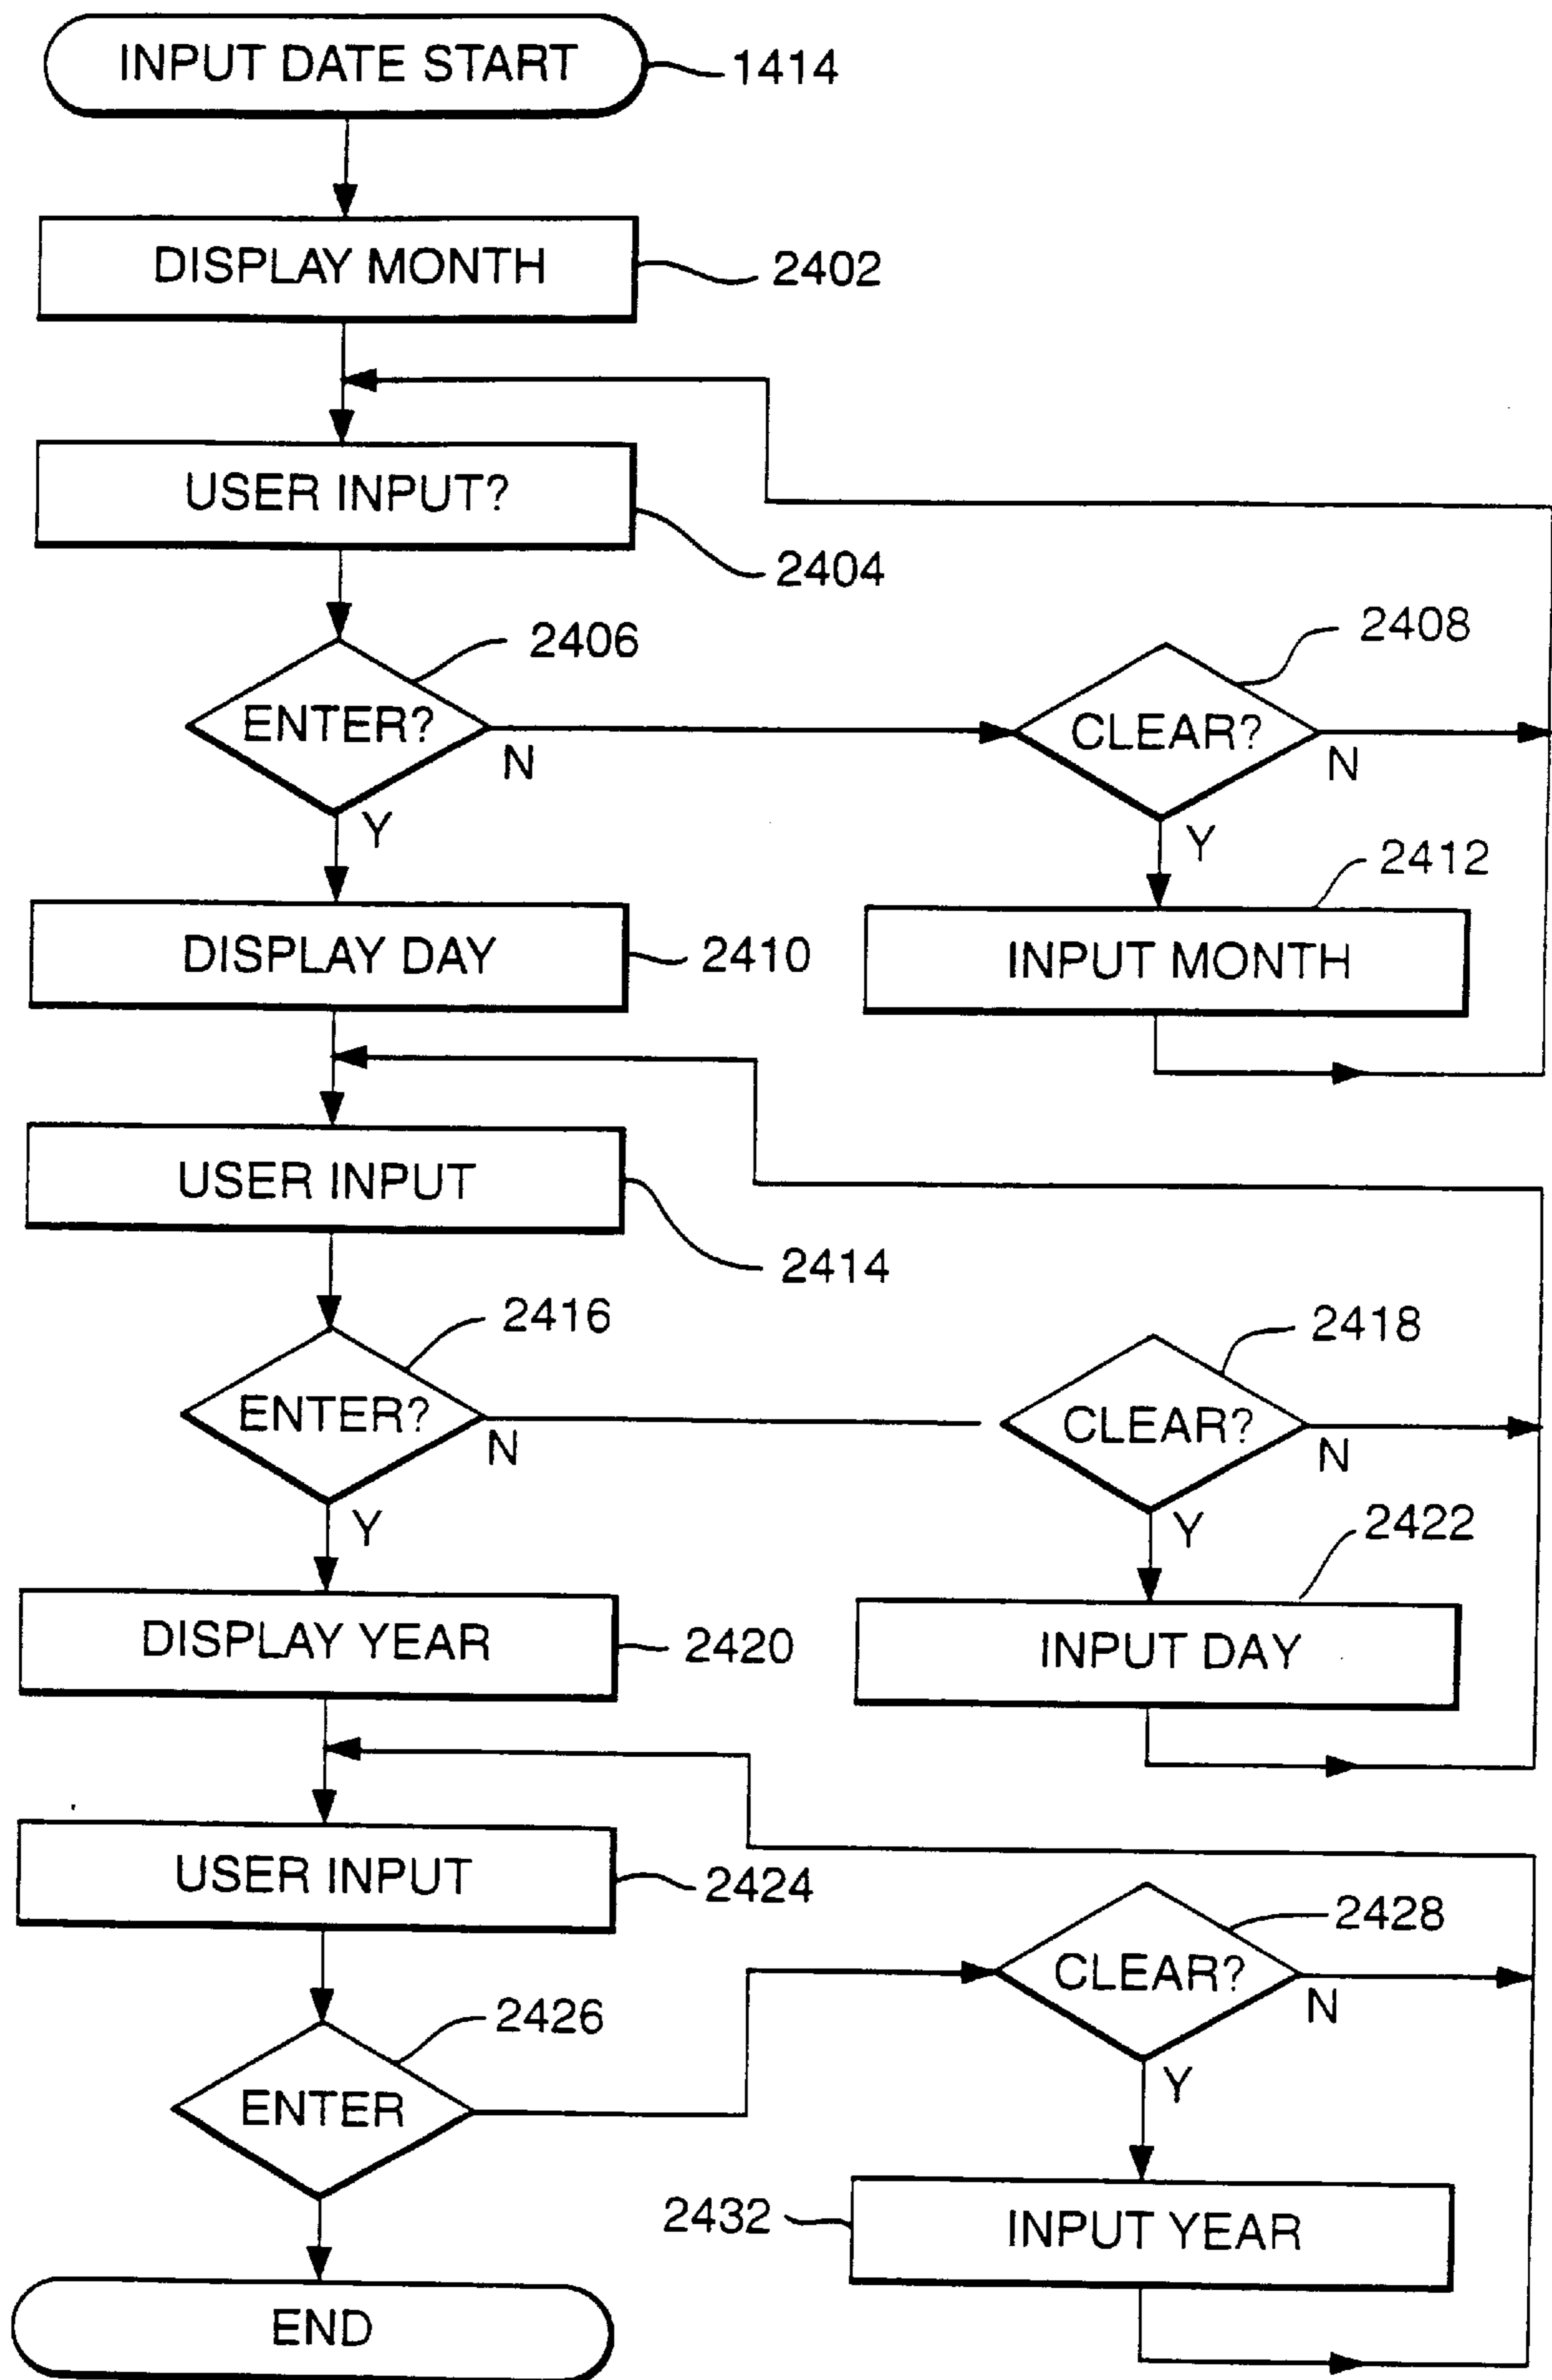 INPUT DATE START
1414
DISPLAY MONTH
2402
USER INPUT?
2404
2406
ENTER?
N
Y
2408
CLEAR?
N
Y
2412
INPUT MONTH
DISPLAY DAY
2410
USER INPUT
2414
2416
ENTER?
N
Y
2418
CLEAR?
N
Y
2422
INPUT DAY
DISPLAY YEAR
2420
USER INPUT
2424
2426
ENTER
2428
CLEAR?
N
Y
2432
INPUT YEAR
END